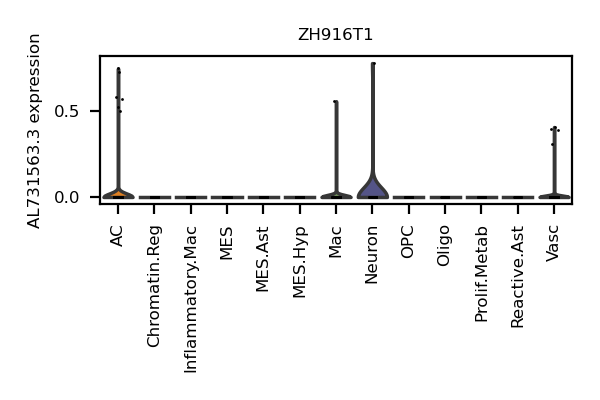 ZH916T1
AL731563.3 expression
0.5
0.0
AC
Chromatin.Reg
Inflammatory.Mac
MES
MES.Ast
MES.Hyp
Mac
Neuron
OPC
Oligo
Prolif.Metab
Reactive.Ast
Vasc